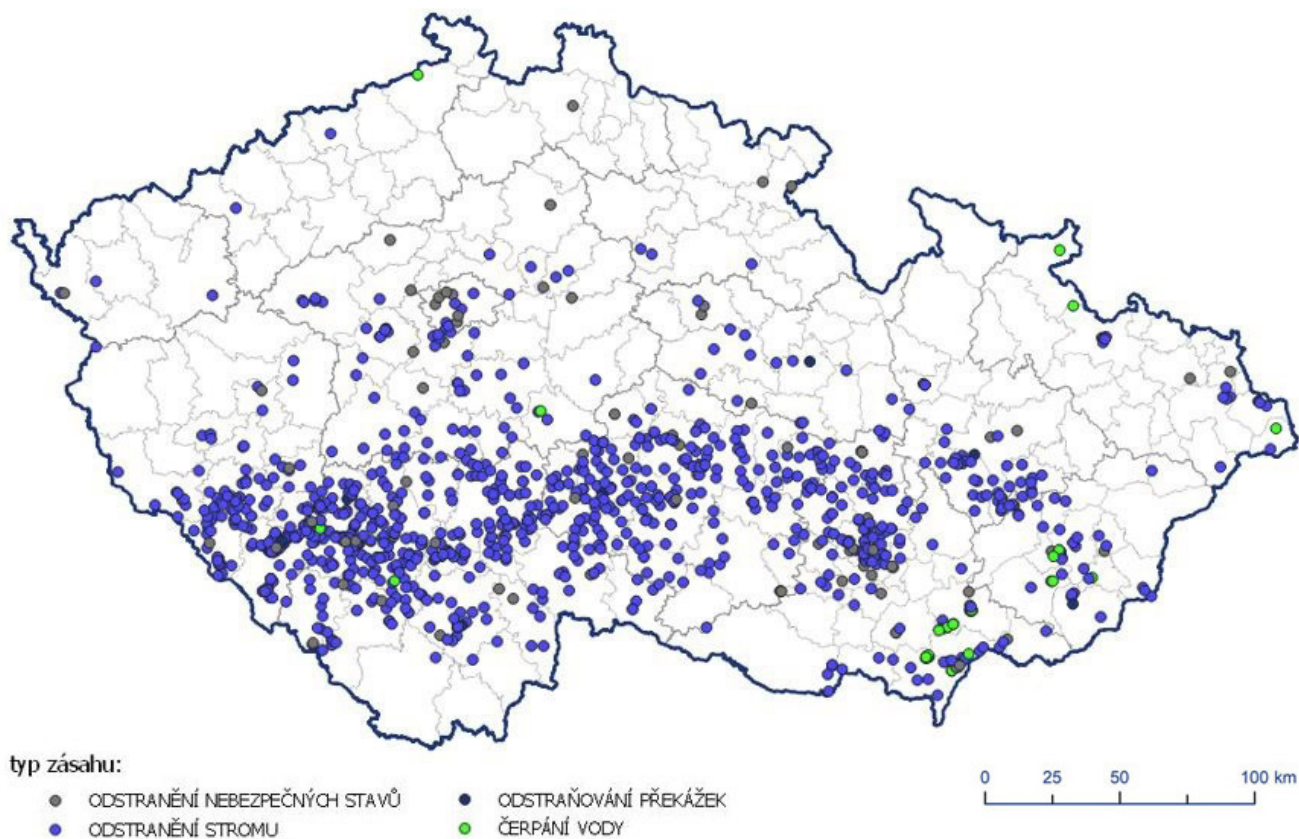 typ zásahu:
ODSTRANĚNÍ NEBEZPEČNÝCH STAVŮ
ODSTRANĚNÍ STROMU
ODSTRAŇOVÁNÍ PŘEKÁŽEK
ČERPÁNÍ VODY
0 25 50 100 km